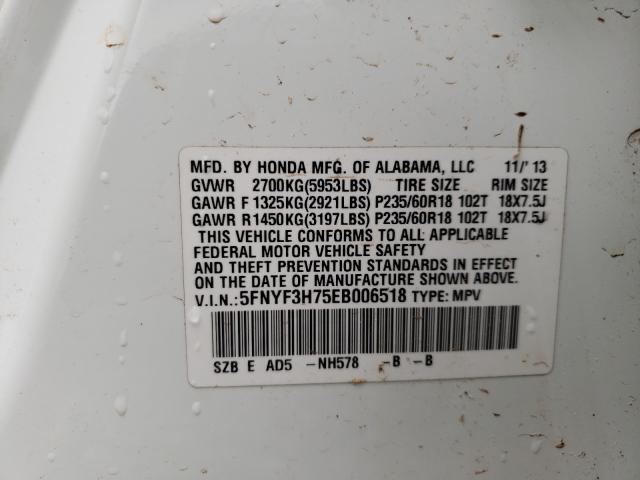 MFD. BY HONDA MFG. OF ALABAMA, LLC 11/'13
GVWR 2700KG(5953LBS) TIRE SIZE RIM SIZE
GAWR F 1325KG(2921LBS) P235/60R18 102T 18X7.5J
GAWR R1450KG(3197LBS) P235/60R18 102T 18X7.5J
THIS VEHICLE CONFORMS TO ALL APPLICABLE
FEDERAL MOTOR VEHICLE SAFETY
AND THEFT PREVENTION STANDARDS IN EFFECT
ON THE DATE OF MANUFACTURE SHOWN ABOVE.
V.I.N.:5FNYF3H75EB006518 TYPE: MPV
SZB E AD5 -NH578 -B -B